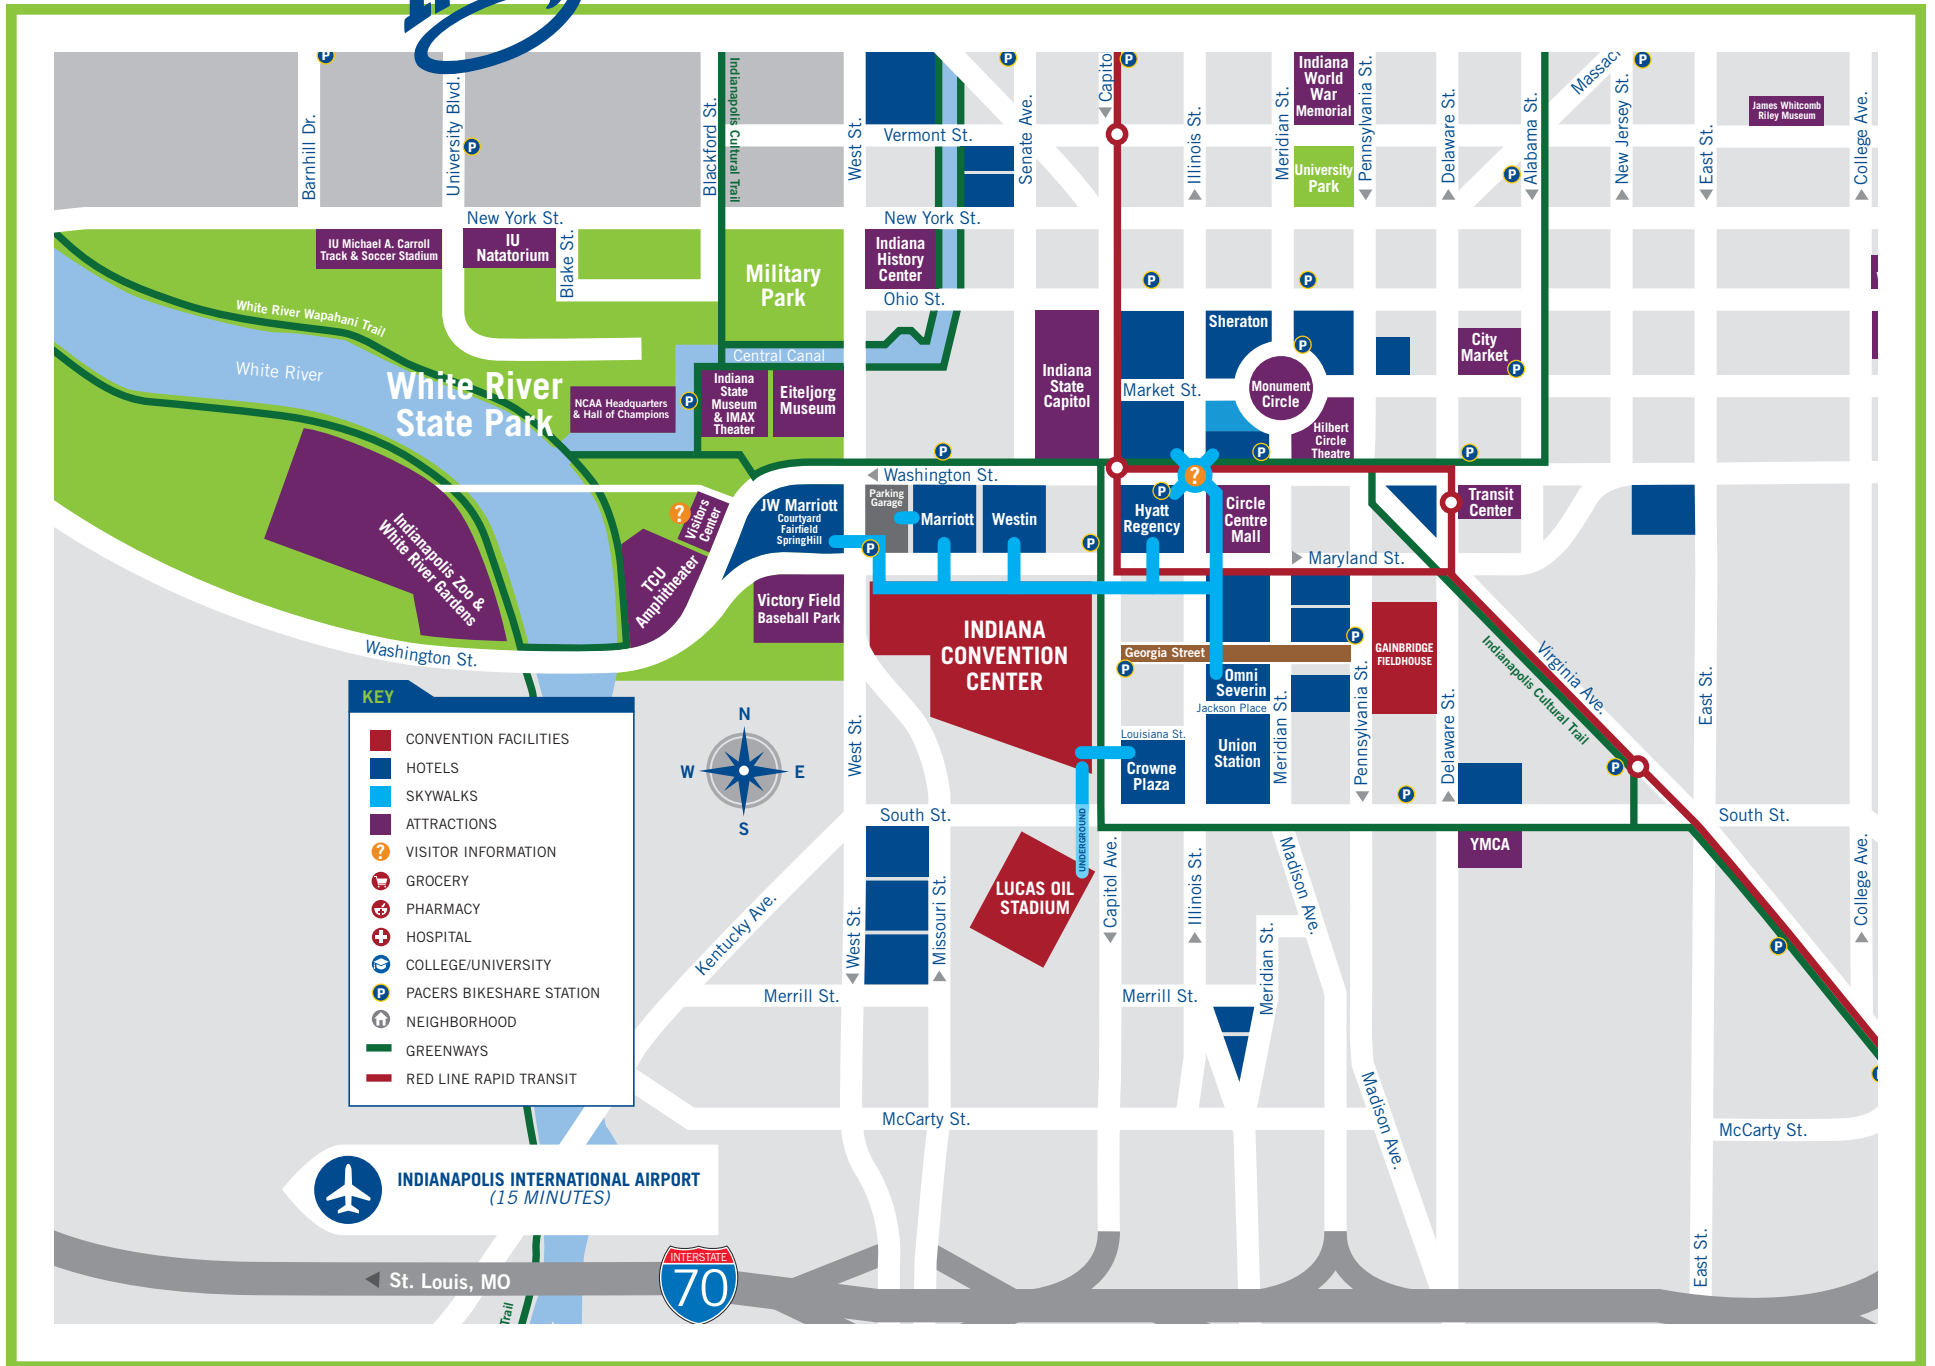 Barnhill Dr.
University Blvd.
Blackford St.
Indianapolis Cultural Trail
West St.
Vermont St.
Senate Ave.
Capito
Illinois St.
Meridian St.
Indiana
World
War
Memorial
University
Park
Pennsylvania St.
Delaware St.
Alabama St.
Massac
New Jersey St.
East St.
James Whitcomb
Riley Museum
College Ave.
New York St.
New York St.
IU Michael A. Carroll
Track & Soccer Stadium
IU
Natatorium
Blake St.
Military
Park
Indiana
History
Center
Ohio St.
White River Wapahani Trail
White River
White River
State Park
Central Canal
NCAA Headquarters
& Hall of Champions
Indiana
State
Museum
& IMAX
Theater
Eiteljorg
Museum
Indiana
State
Capitol
Sheraton
Market St.
Monument
Circle
Hilbert
Circle
Theatre
City
Market
Washington St.
Parking
Garage
JW Marriott
Courtyard
Fairfield
SpringHill
Marriott
Westin
Hyatt
Regency
Circle
Centre
Mall
Transit
Center
Maryland St.
Visitors
Center
TCU
Amphitheater
Indianapolis Zoo &
White River Gardens
Washington St.
Victory Field
Baseball Park
INDIANA
CONVENTION
CENTER
Georgia Street
GAINBRIDGE
FIELDHOUSE
Omni
Severin
Jackson Place
Louisiana St.
Crowne
Plaza
Union
Station
Meridian St.
Pennsylvania St.
Delaware St.
Virginia Ave.
Indianapolis Cultural Trail
East St.
West St.
KEY
CONVENTION FACILITIES
HOTELS
SKYWALKS
ATTRACTIONS
? VISITOR INFORMATION
GROCERY
PHARMACY
HOSPITAL
COLLEGE/UNIVERSITY
P PACERS BIKESHARE STATION
NEIGHBORHOOD
GREENWAYS
RED LINE RAPID TRANSIT
N
W E
S
South St.
South St.
UNDERGROUND
LUCAS OIL
STADIUM
YMCA
Kentucky Ave.
West St.
Missouri St.
Capitol Ave.
Illinois St.
Madison Ave.
Meridian St.
College Ave.
Merrill St.
Merrill St.
McCarty St.
Madison Ave.
McCarty St.
East St.
INDIANAPOLIS INTERNATIONAL AIRPORT
(15 MINUTES)
St. Louis, MO
INTERSTATE
70
Trail